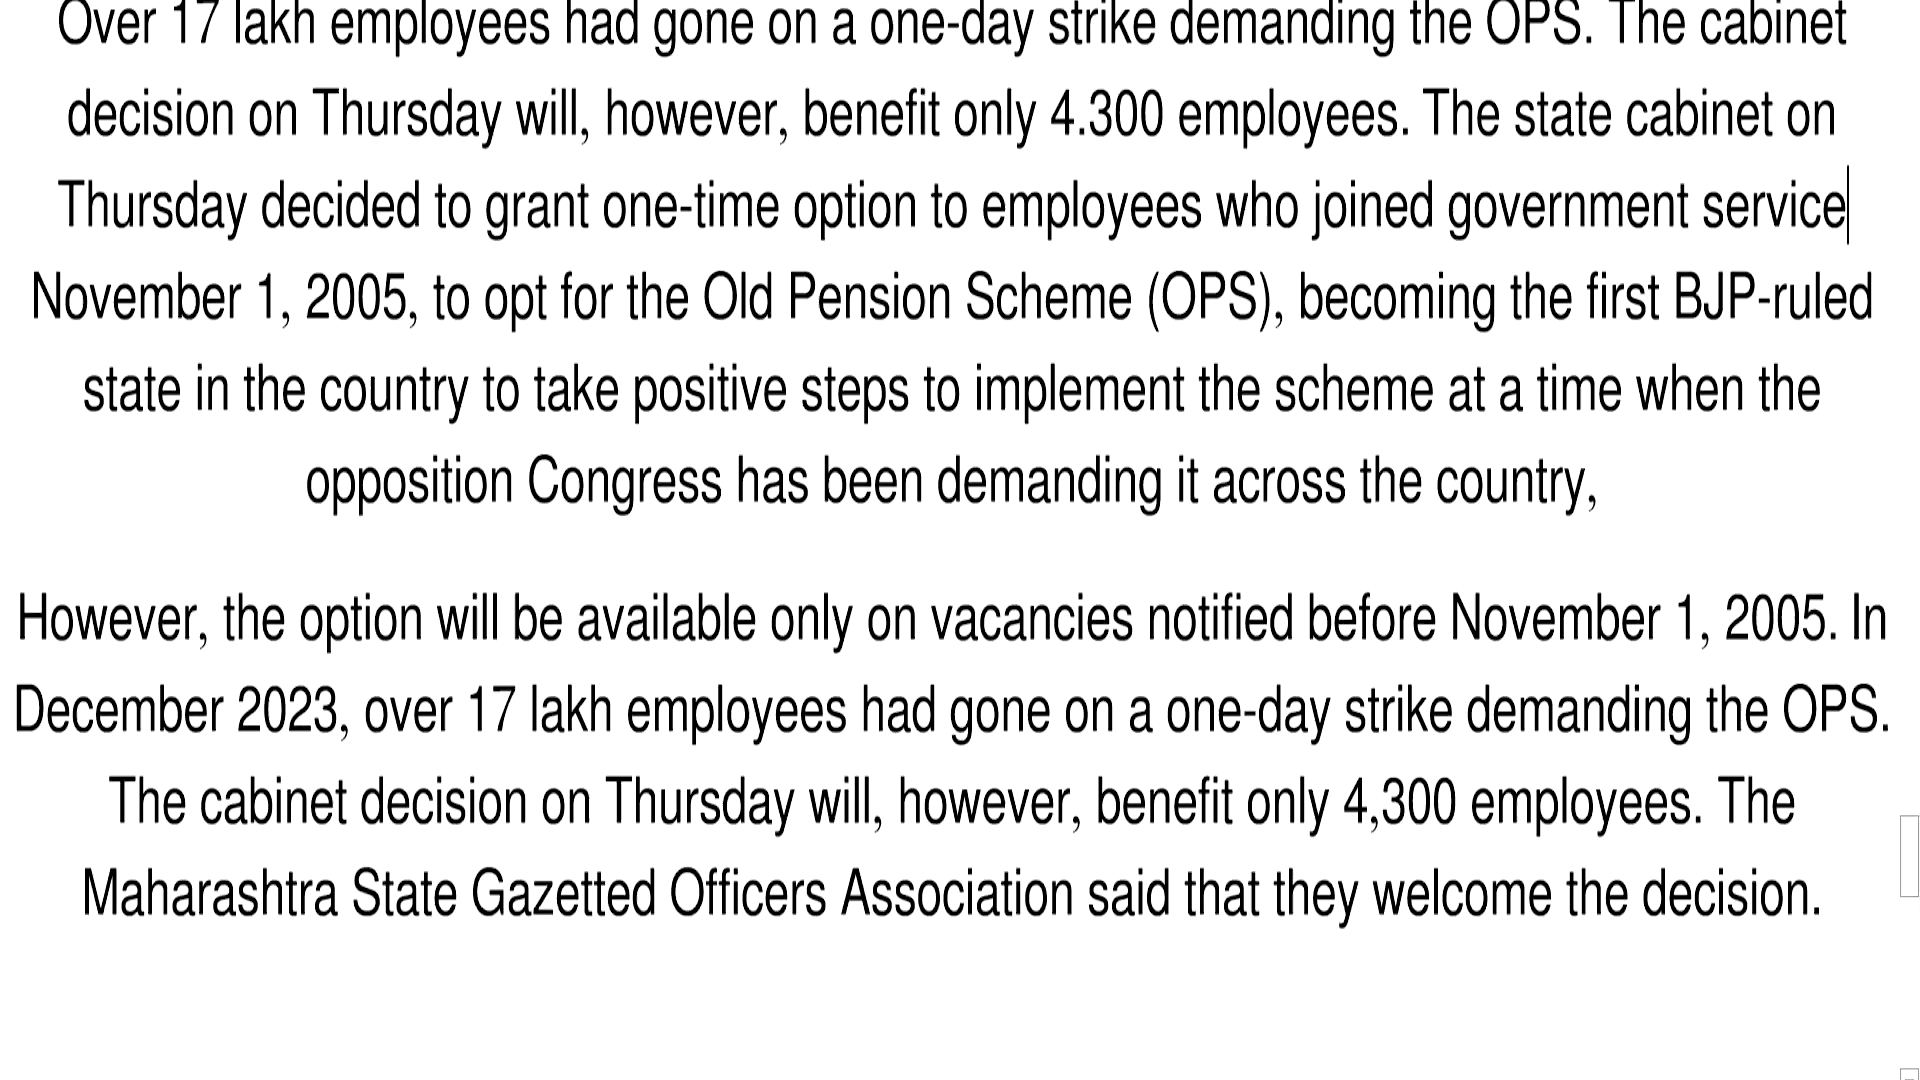 Over 17 lakh employees had gone on a one-day strike demanding the OPS. The cabinet
decision on Thursday will, however, benefit only 4.300 employees. The state cabinet on
Thursday decided to grant one-time option to employees who joined government service
November 1, 2005, to opt for the Old Pension Scheme (OPS), becoming the first BJP-ruled
state in the country to take positive steps to implement the scheme at a time when the
opposition Congress has been demanding it across the country,
However, the option will be available only on vacancies notified before November 1, 2005. In
December 2023, over 17 lakh employees had gone on a one-day strike demanding the OPS.
The cabinet decision on Thursday will, however, benefit only 4,300 employees. The
Maharashtra State Gazetted Officers Association said that they welcome the decision.